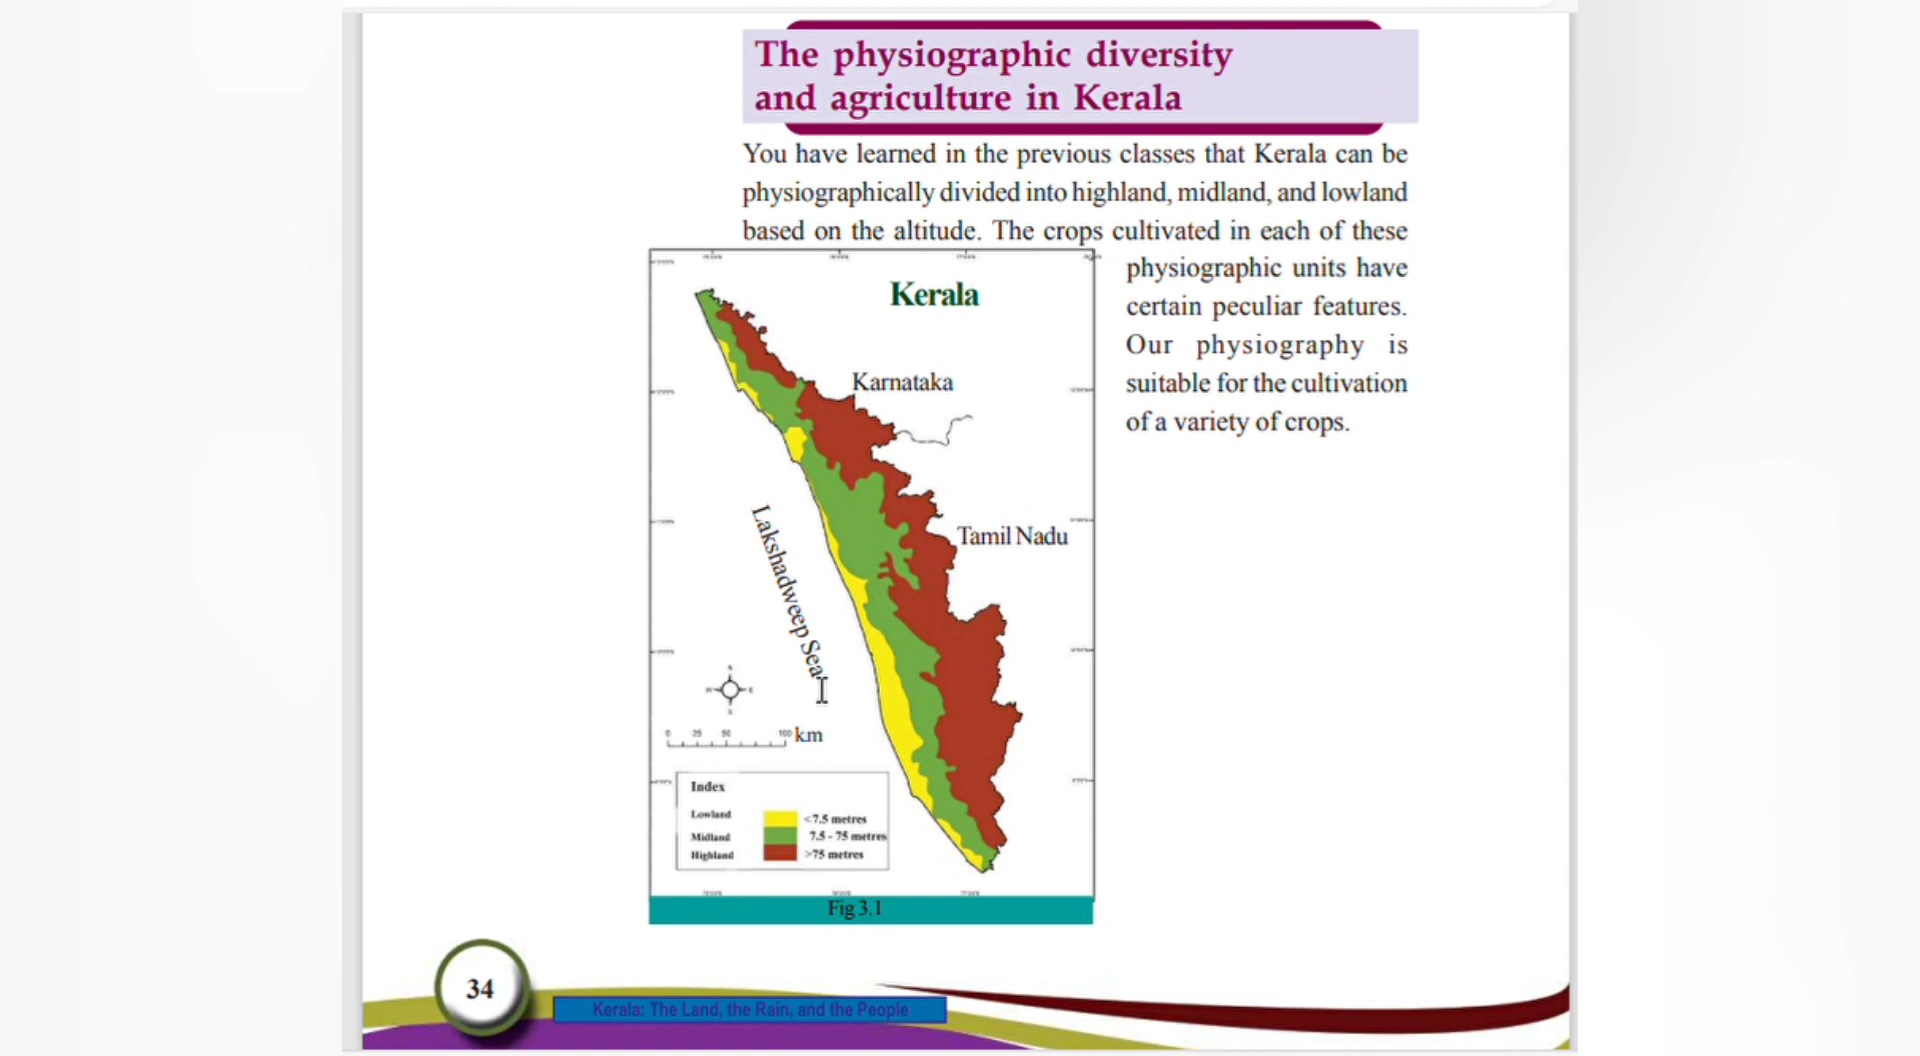 The physiographic diversity
and agriculture in Kerala
You have learned in the previous classes that Kerala can be
physiographically divided into highland, midland, and lowland
based on the altitude. The crops cultivated in each of these
physiographic units have
certain peculiar features.
Our physiography is
suitable for the cultivation
of a variety of crops.
Kerala
Karnataka
Tamil Nadu
Lakshadweep Sea
N
W E
S
0 25 50 100 km
Index
Lowland <7.5 metres
Midland 7.5 - 75 metres
Highland >75 metres
Fig 3.1
34
Kerala: The Land, the Rain, and the People